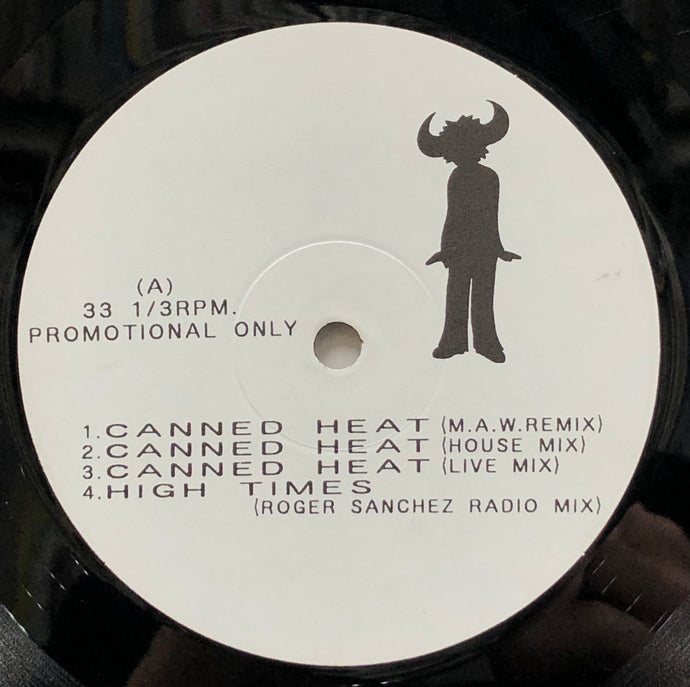 (A)
33 1/3RPM.
PROMOTIONAL ONLY
1.CANNED HEAT(M.A.W.REMIX)
2.CANNED HEAT(HOUSE MIX)
3.CANNED HEAT(LIVE MIX)
4.HIGH TIMES
(ROGER SANCHEZ RADIO MIX)